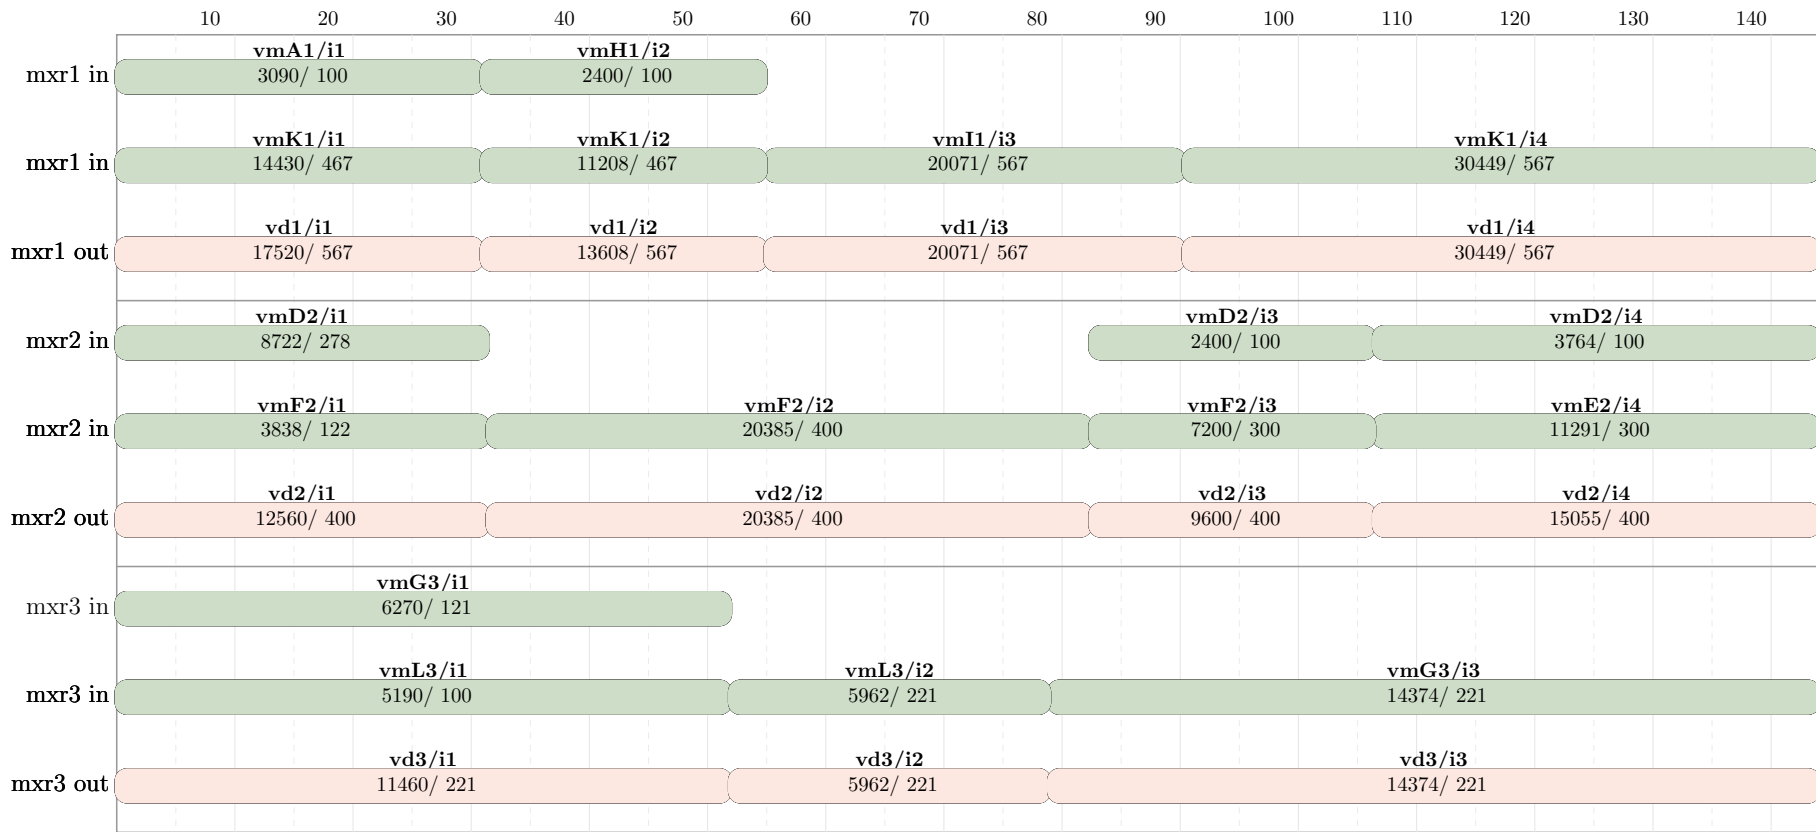 10 20 30 40 50 60 70 80 90 100 110 120 130 140
vmA1/i1 vmH1/i2
mxr1 in 3090/ 100 2400/ 100
vmK1/i1 vmK1/i2 vmI1/i3 vmK1/i4
mxr1 in 14430/ 467 11208/ 467 20071/ 567 30449/ 567
vd1/i1 vd1/i2 vd1/i3 vd1/i4
mxr1 out 17520/ 567 13608/ 567 20071/ 567 30449/ 567
vmD2/i1 vmD2/i3 vmD2/i4
mxr2 in 8722/ 278 2400/ 100 3764/ 100
vmF2/i1 vmF2/i2 vmF2/i3 vmE2/i4
mxr2 in 3838/ 122 20385/ 400 7200/ 300 11291/ 300
vd2/i1 vd2/i2 vd2/i3 vd2/i4
mxr2 out 12560/ 400 20385/ 400 9600/ 400 15055/ 400
vmG3/i1
mxr3 in 6270/ 121
vmL3/i1 vmL3/i2 vmG3/i3
mxr3 in 5190/ 100 5962/ 221 14374/ 221
vd3/i1 vd3/i2 vd3/i3
mxr3 out 11460/ 221 5962/ 221 14374/ 221